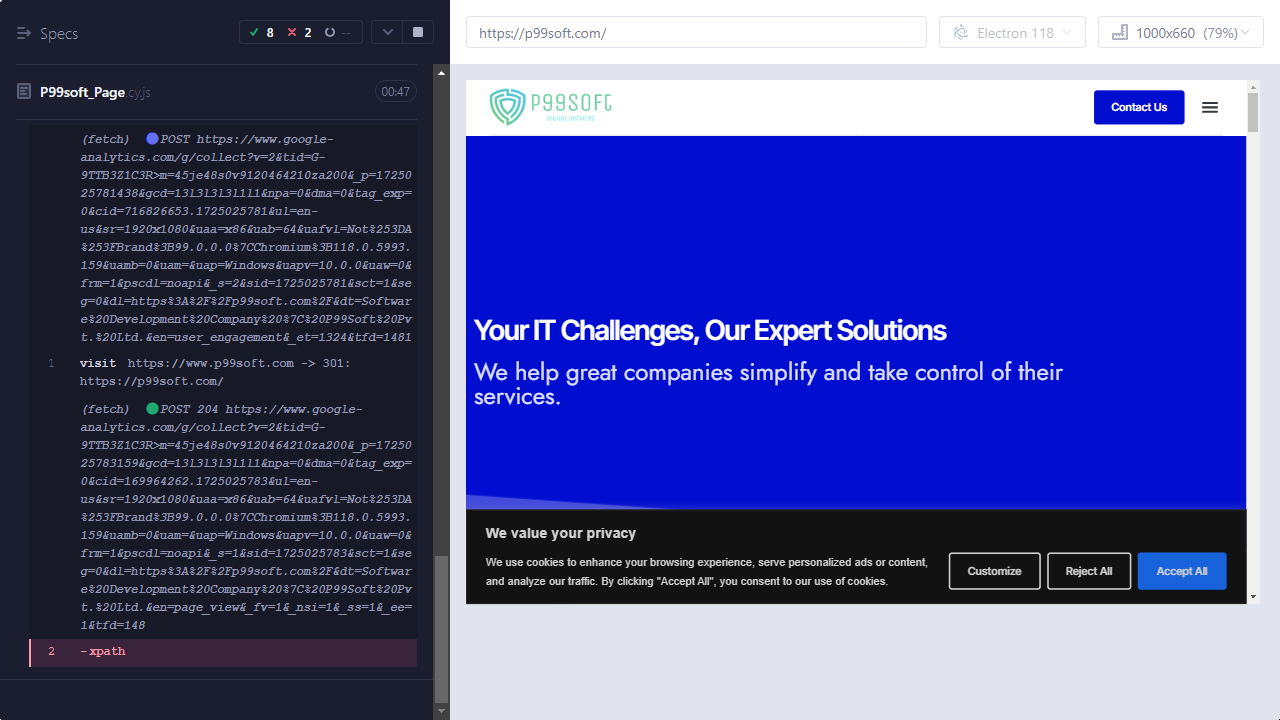 Specs
8
2
--
P99soft_Page.cy.js
00:47
(fetch) POST https://www.google-
analytics.com/g/collect?v=2&tid=G-
9TTB3Z1C3R>m=45je48s0v9120464210za200&_p=17250
25781438&gcd=13l3l3l3l1l1&npa=0&dma=0&tag_exp=
0&cid=716826653.1725025781&ul=en-
us&sr=1920x1080&uaa=x86&uab=64&uafvl=Not%253DA
%253FBrand%3B99.0.0.0%7CChromium%3B118.0.5993.
159&uamb=0&uam=&uap=Windows&uapv=10.0.0&uaw=0&
frm=1&pscdl=noapi&_s=2&sid=1725025781&sct=1&se
g=0&dl=https%3A%2F%2Fp99soft.com%2F&dt=Softwar
e%20Development%20Company%20%7C%20P99Soft%20Pv
t.%20Ltd.&en=user_engagement&_et=1324&tfd=1481
1 visit https://www.p99soft.com -> 301:
https://p99soft.com/
(fetch) POST 204 https://www.google-
analytics.com/g/collect?v=2&tid=G-
9TTB3Z1C3R>m=45je48s0v9120464210za200&_p=17250
25783159&gcd=13l3l3l3l1l1&npa=0&dma=0&tag_exp=
0&cid=169964262.1725025783&ul=en-
us&sr=1920x1080&uaa=x86&uab=64&uafvl=Not%253DA
%253FBrand%3B99.0.0.0%7CChromium%3B118.0.5993.
159&uamb=0&uam=&uap=Windows&uapv=10.0.0&uaw=0&
frm=1&pscdl=noapi&_s=1&sid=1725025783&sct=1&se
g=0&dl=https%3A%2F%2Fp99soft.com%2F&dt=Softwar
e%20Development%20Company%20%7C%20P99Soft%20Pv
t.%20Ltd.&en=page_view&_fv=1&_nsi=1&_ss=1&_ee=
1&tfd=148
2 -xpath
https://p99soft.com/
Electron 118
1000x660 (79%)
P99SOFT
DIGITAL SERVICES
Contact Us
Your IT Challenges, Our Expert Solutions
We help great companies simplify and take control of their
services.
We value your privacy
We use cookies to enhance your browsing experience, serve personalized ads or content,
and analyze our traffic. By clicking "Accept All", you consent to our use of cookies.
Customize
Reject All
Accept All